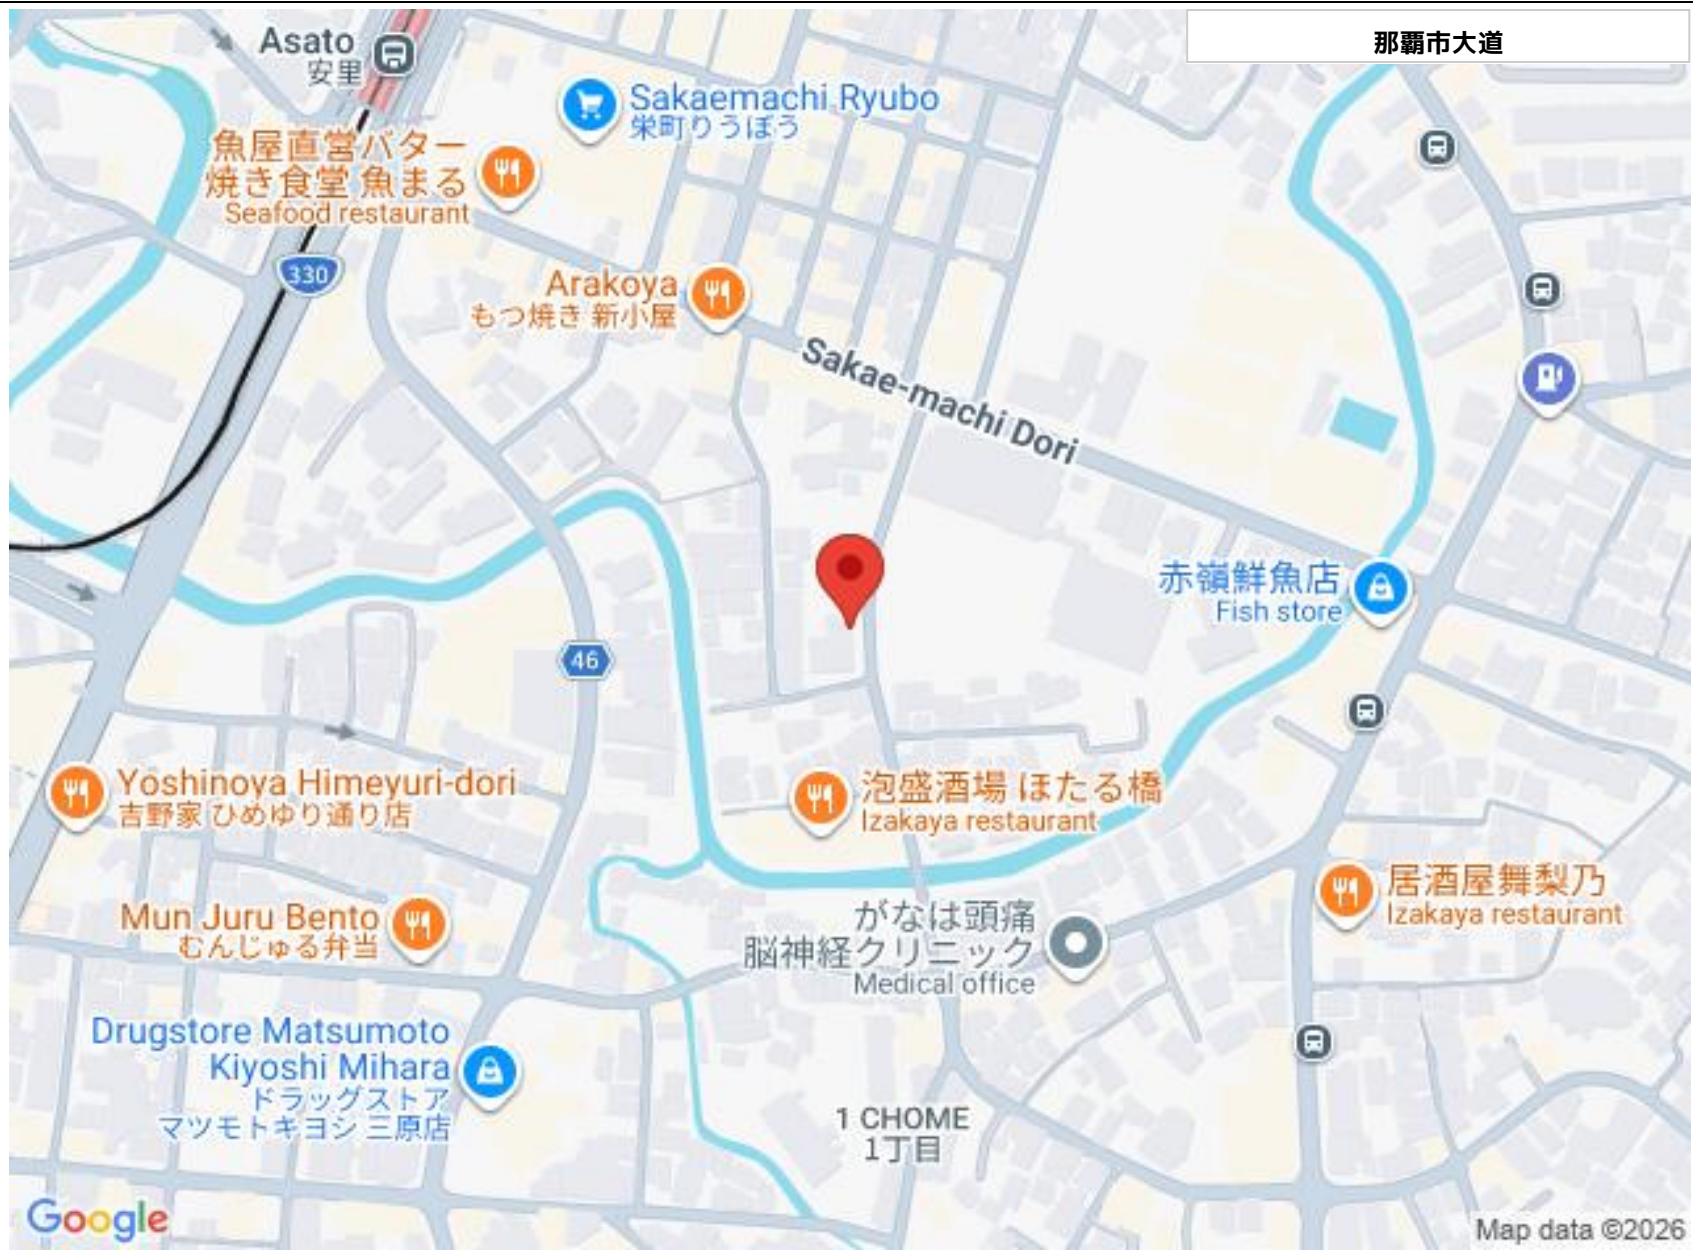 那覇市大道
Asato
安里
Sakaemachi Ryubo
栄町りうぼう
魚屋直営バター
焼き食堂 魚まる
Seafood restaurant
330
Arakoya
もつ焼き 新小屋
Sakae-machi Dori
赤嶺鮮魚店
Fish store
46
Yoshinoya Himeyuri-dori
吉野家 ひめゆり通り店
泡盛酒場 ほたる橋
Izakaya restaurant
居酒屋舞梨乃
Izakaya restaurant
Mun Juru Bento
むんじゅる弁当
がなは頭痛
脳神経クリニック
Medical office
Drugstore Matsumoto
Kiyoshi Mihara
ドラッグストア
マツモトキヨシ 三原店
1 CHOME
1丁目
Google
Map data ©2026